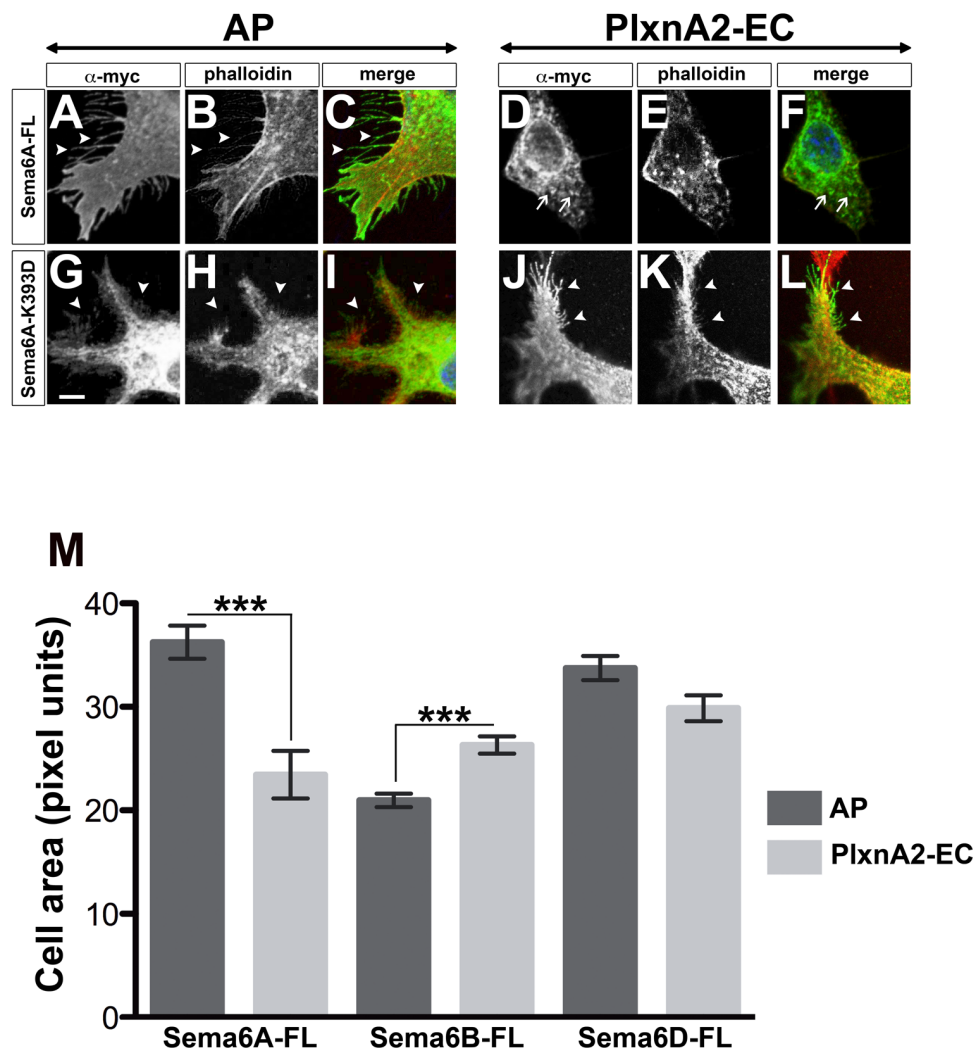 AP PlxnA2-EC
α-myc phalloidin merge α-myc phalloidin merge
Sema6A-FL
A B C D E F
Sema6A-K393D
G H I J K L
M
Cell area (pixel units)
40
30
20
10
0
***
***
AP
PlxnA2-EC
Sema6A-FL Sema6B-FL Sema6D-FL